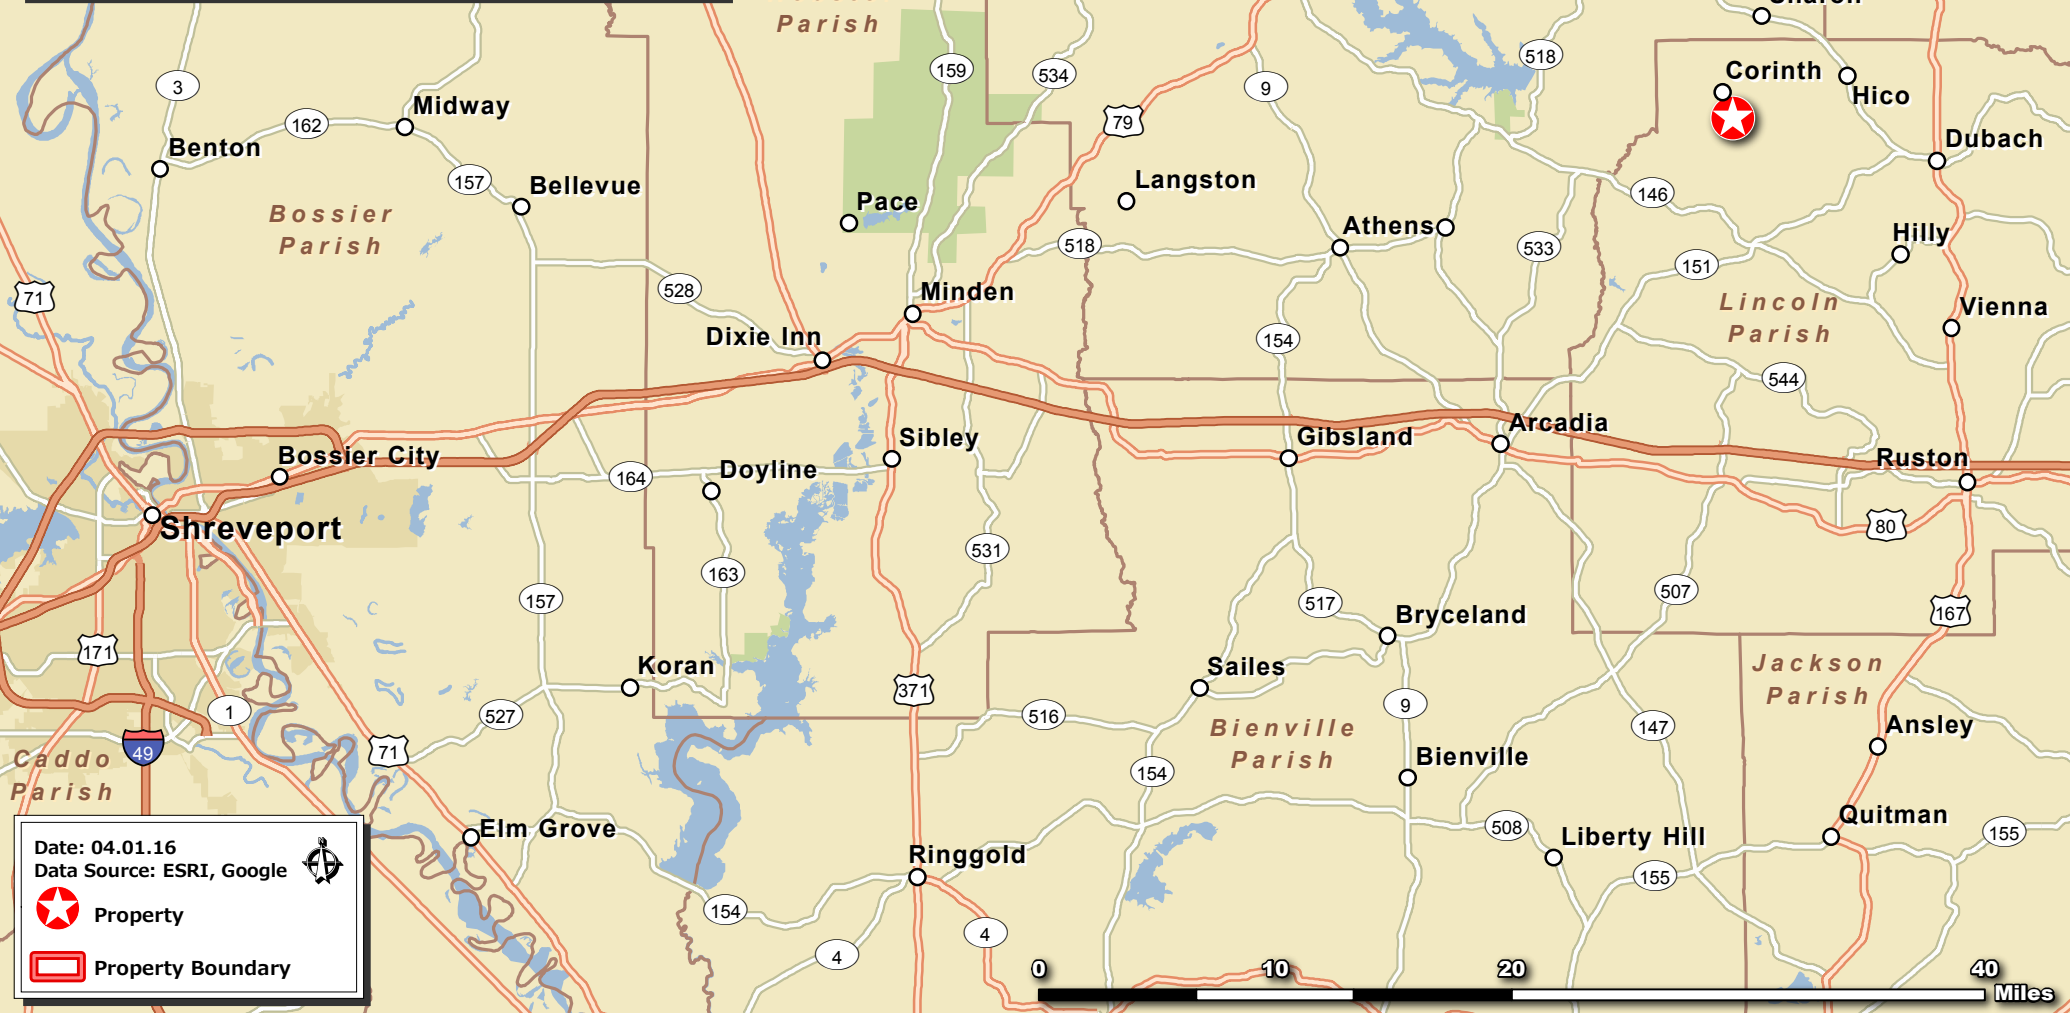 Parish
Sharon
518
159
534
Corinth
3
9
Hico
Midway
162
79
Dubach
Benton
157
Bellevue
Langston
146
Pace
Bossier
Parish
Athens
Hilly
518
533
151
71
528
Minden
Lincoln
Parish
Vienna
Dixie Inn
154
544
Arcadia
Gibsland
Sibley
Bossier City
Ruston
164
Doyline
Shreveport
80
531
163
157
517
507
Bryceland
167
171
Koran
Sailes
Jackson
Parish
371
1
527
516
9
147
Bienville
Parish
Ansley
49
71
Caddo
Parish
154
Bienville
Quitman
Elm Grove
508
Liberty Hill
155
Ringgold
155
154
4
4
Date: 04.01.16
Data Source: ESRI, Google
Property
Property Boundary
0 10 20 40
Miles